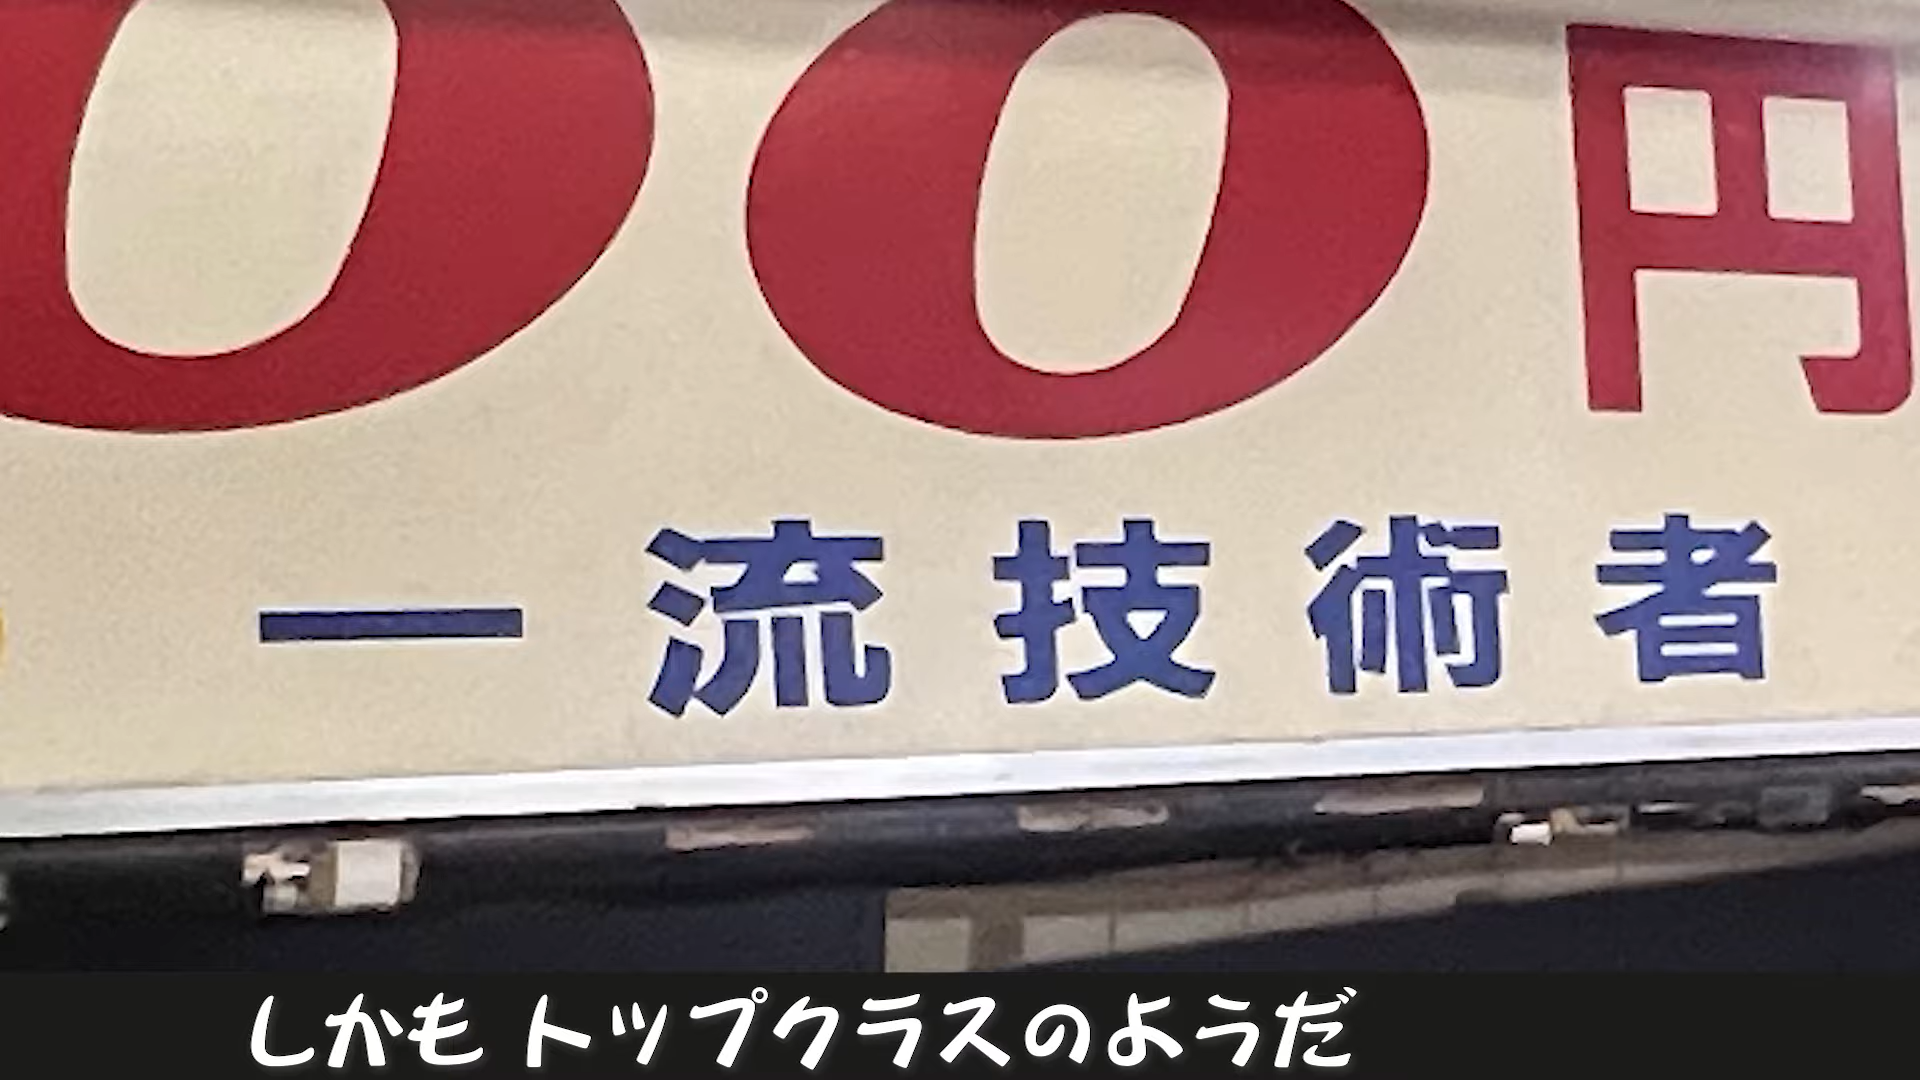 00円
一流技術者
しかも トップクラスのようだ